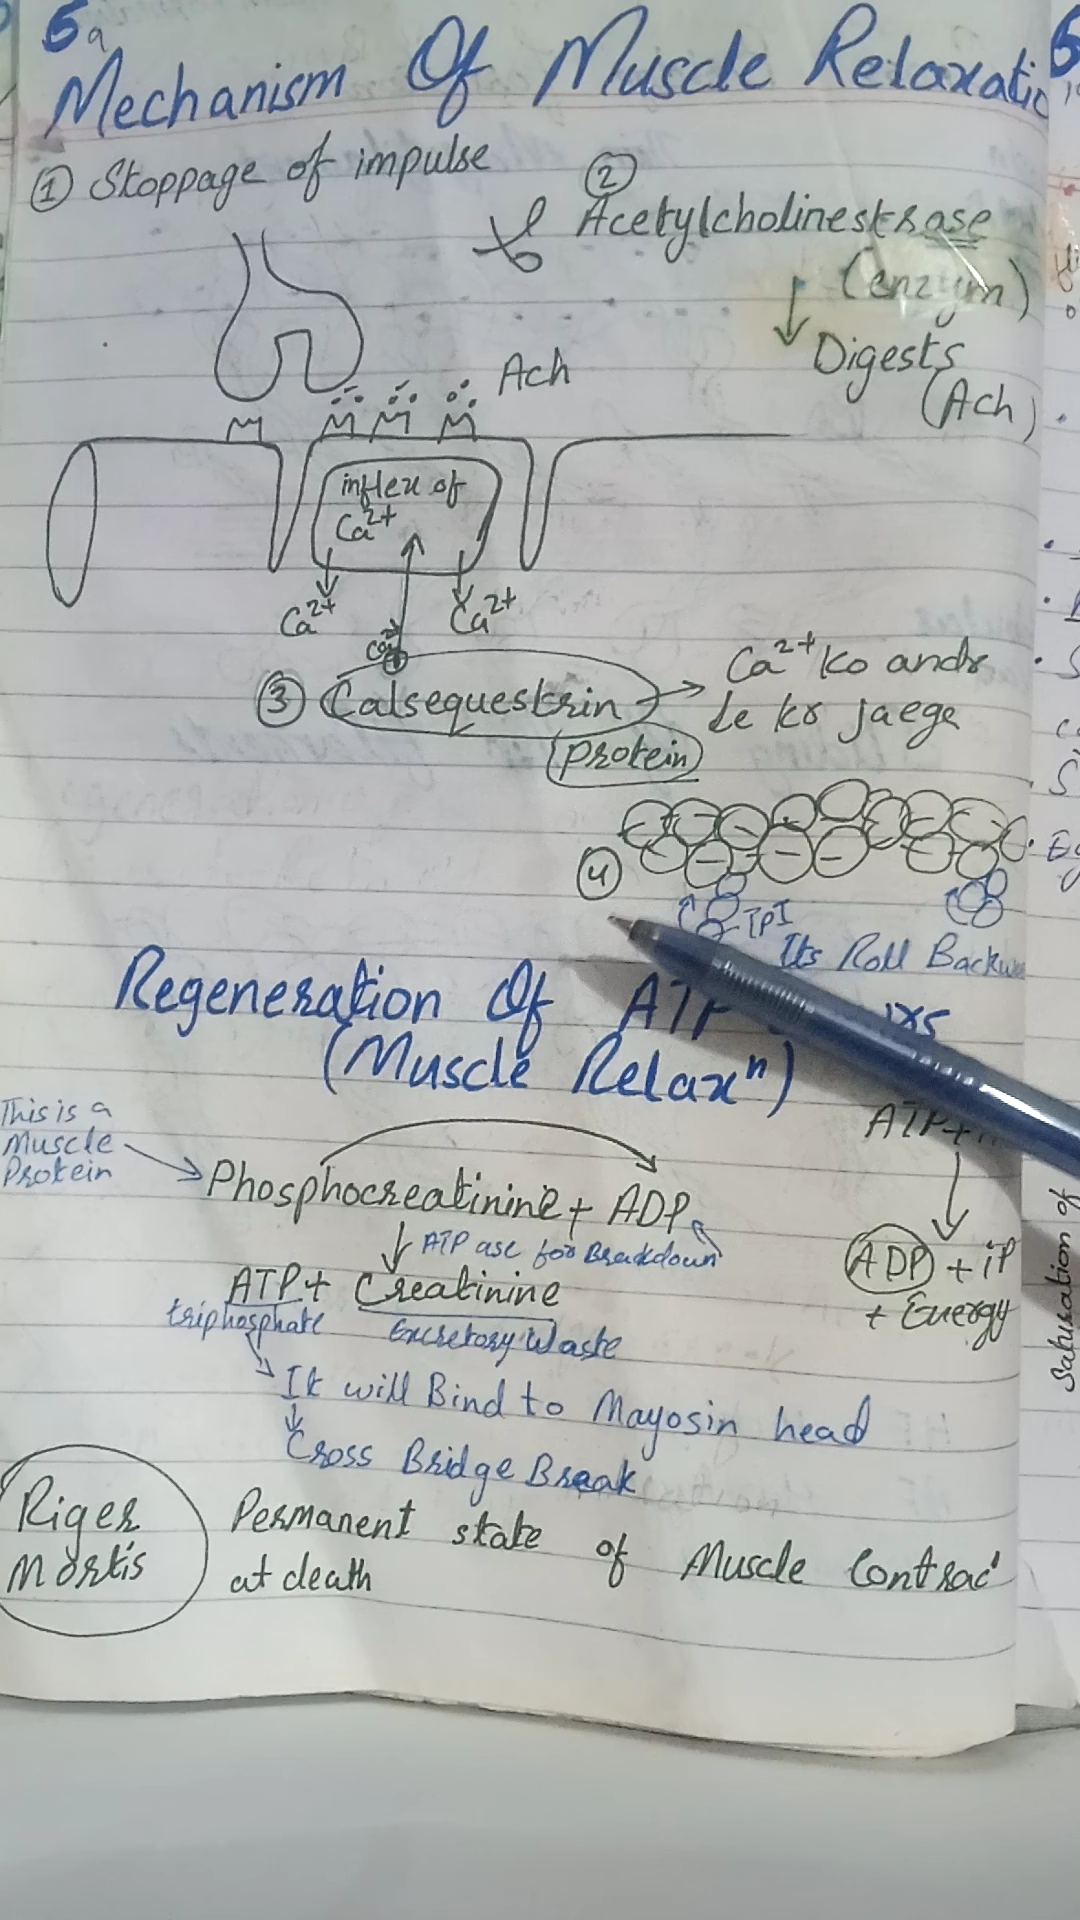 5a
Mechanism Of Muscle Relaxatio
① Stoppage of impulse
②
Acetylcholinestrase
(enzym)
Digests
(Ach)
Ach
M M M M
inflex of
Ca2+
Ca2+ Ca2+
③ Calsequestrin → Ca2+ ko andr
le kr jaega
(Protein)
④
TPI
Its Roll Backwa
Regeneration Of ATP
(Muscle Relaxn)
This is a
Muscle
Protein
ATP+
Phosphocreatinine + ADP
ATP ase for Breakdown
ATP + Creatinine
triphosphate
Excretory Waste
ADP + iP
+ Energy
It will Bind to Mayosin head
Cross Bridge Break
Riger
Mortis
Permanent state of Muscle Contrac
at death
Saturation of